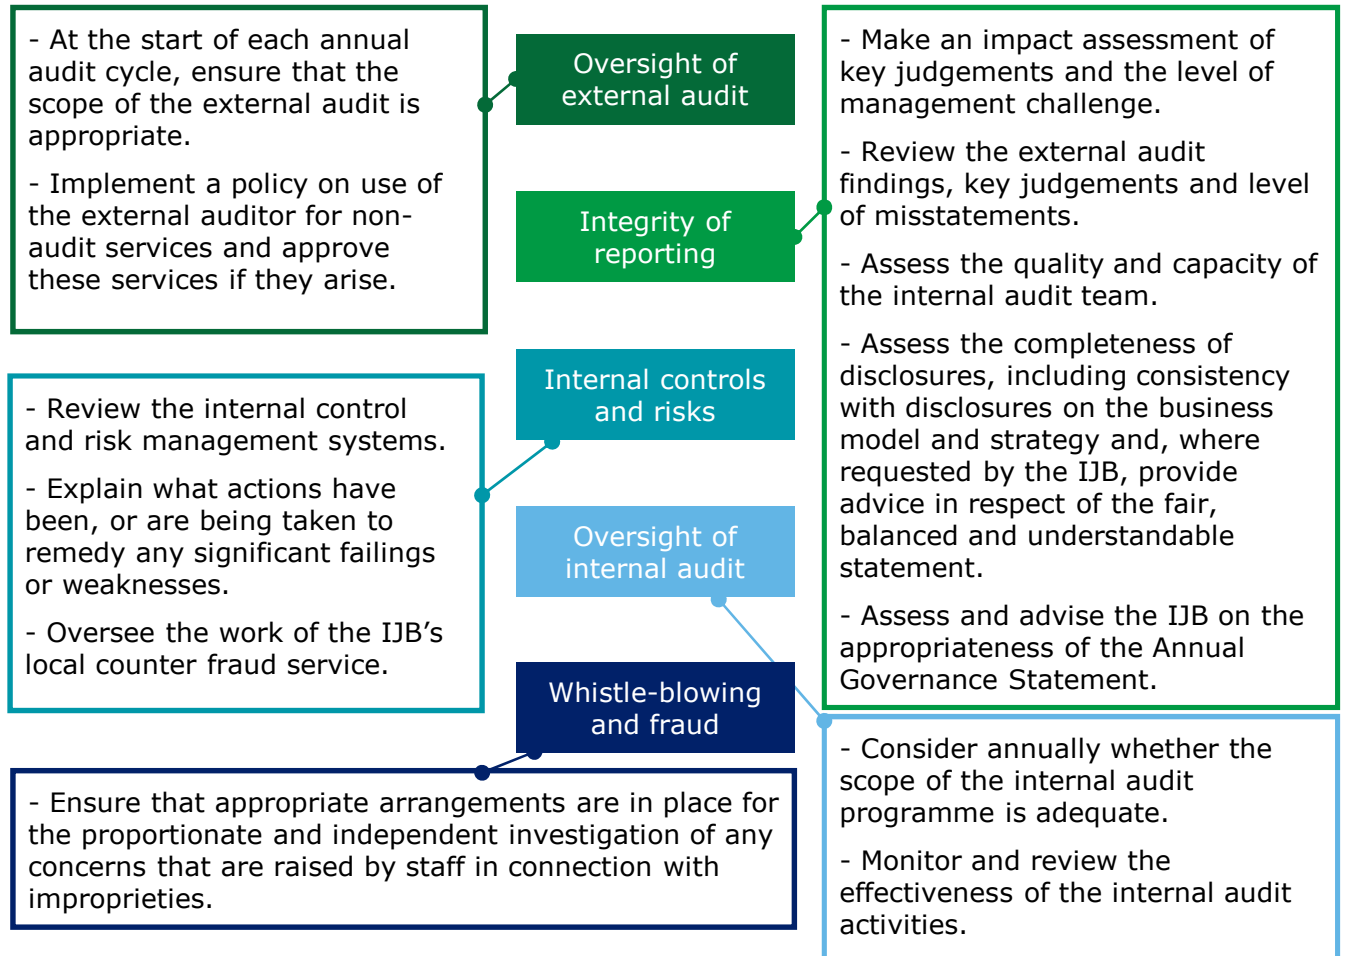 - At the start of each annual
audit cycle, ensure that the
scope of the external audit is
appropriate.
- Implement a policy on use of
the external auditor for non-
audit services and approve
these services if they arise.
Oversight of
external audit
Integrity of
reporting
- Make an impact assessment of
key judgements and the level of
management challenge.
- Review the external audit
findings, key judgements and level
of misstatements.
- Assess the quality and capacity of
the internal audit team.
- Assess the completeness of
disclosures, including consistency
with disclosures on the business
model and strategy and, where
requested by the IJB, provide
advice in respect of the fair,
balanced and understandable
statement.
- Assess and advise the IJB on the
appropriateness of the Annual
Governance Statement.
Internal controls
and risks
- Review the internal control
and risk management systems.
- Explain what actions have
been, or are being taken to
remedy any significant failings
or weaknesses.
- Oversee the work of the IJB’s
local counter fraud service.
Oversight of
internal audit
- Consider annually whether the
scope of the internal audit
programme is adequate.
- Monitor and review the
effectiveness of the internal audit
activities.
Whistle-blowing
and fraud
- Ensure that appropriate arrangements are in place for
the proportionate and independent investigation of any
concerns that are raised by staff in connection with
improprieties.